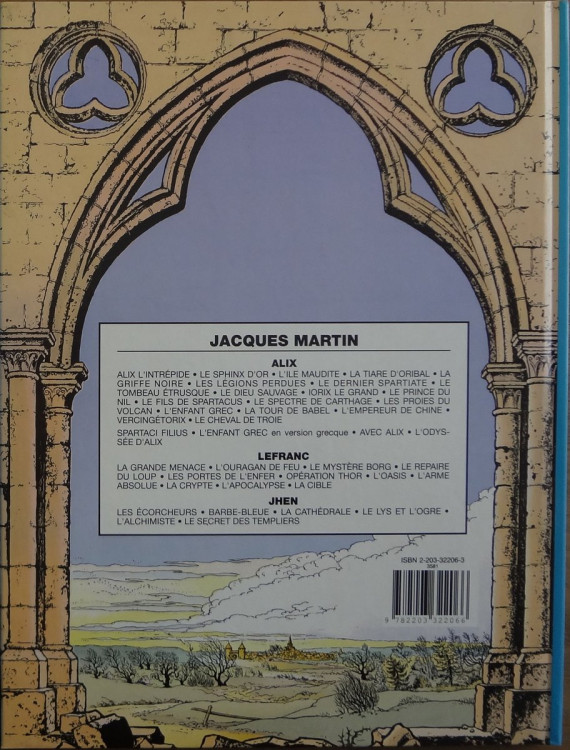 JACQUES MARTIN
ALIX
ALIX L'INTRÉPIDE • LE SPHINX D'OR • L'ILE MAUDITE • LA TIARE D'ORIBAL • LA
GRIFFE NOIRE • LES LÉGIONS PERDUES • LE DERNIER SPARTIATE • LE
TOMBEAU ÉTRUSQUE • LE DIEU SAUVAGE • IORIX LE GRAND • LE PRINCE DU
NIL • LE FILS DE SPARTACUS • LE SPECTRE DE CARTHAGE • LES PROIES DU
VOLCAN • L'ENFANT GREC • LA TOUR DE BABEL • L'EMPEREUR DE CHINE •
VERCINGÉTORIX • LE CHEVAL DE TROIE
SPARTACI FILIUS • L'ENFANT GREC en version grecque • AVEC ALIX • L'ODYS-
SÉE D'ALIX
LEFRANC
LA GRANDE MENACE • L'OURAGAN DE FEU • LE MYSTÈRE BORG • LE REPAIRE
DU LOUP • LES PORTES DE L'ENFER • OPÉRATION THOR • L'OASIS • L'ARME
ABSOLUE • LA CRYPTE • L'APOCALYPSE • LA CIBLE
JHEN
LES ÉCORCHEURS • BARBE-BLEUE • LA CATHÉDRALE • LE LYS ET L'OGRE •
L'ALCHIMISTE • LE SECRET DES TEMPLIERS
ISBN 2-203-32206-3
9 782203 322066